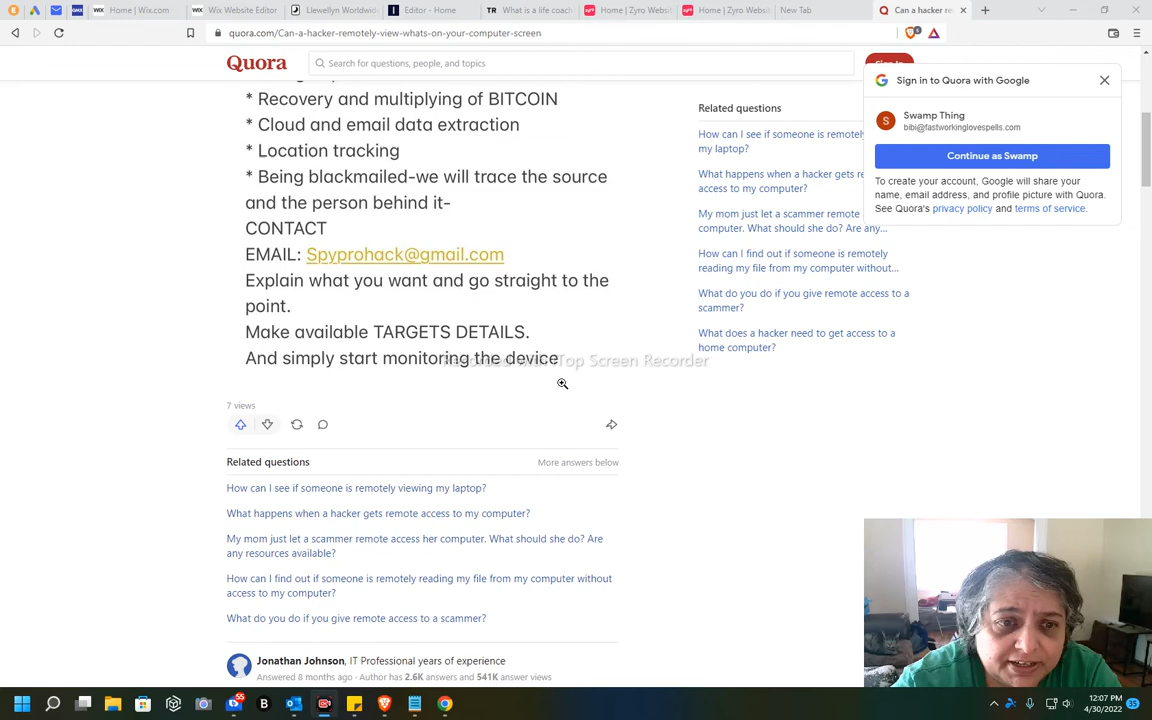 Home | Wix.com
Wix Website Editor
Llewellyn Worldwid
Editor - Home
TR What is a life coach
Home | Zyro Websi
Home | Zyro Websi
New Tab
Can a hacker re
quora.com/Can-a-hacker-remotely-view-whats-on-your-computer-screen
Quora
Search for questions, people, and topics
Sign in to Quora with Google
Swamp Thing
bibi@fastworkinglovespells.com
Continue as Swamp
To create your account, Google will share your
name, email address, and profile picture with Quora.
See Quora's privacy policy and terms of service.
* Recovery and multiplying of BITCOIN
* Cloud and email data extraction
* Location tracking
* Being blackmailed-we will trace the source
and the person behind it-
CONTACT
EMAIL: Spyprohack@gmail.com
Explain what you want and go straight to the
point.
Make available TARGETS DETAILS.
And simply start monitoring the device
Recorded with iTop Screen Recorder
7 views
Related questions
More answers below
How can I see if someone is remotely viewing my laptop?
What happens when a hacker gets remote access to my computer?
My mom just let a scammer remote access her computer. What should she do? Are
any resources available?
How can I find out if someone is remotely reading my file from my computer without
access to my computer?
What do you do if you give remote access to a scammer?
Jonathan Johnson, IT Professional years of experience
Answered 8 months ago · Author has 2.6K answers and 541K answer views
Related questions
How can I see if someone is remotely
my laptop?
What happens when a hacker gets re
access to my computer?
My mom just let a scammer remote
computer. What should she do? Are any...
How can I find out if someone is remotely
reading my file from my computer without...
What do you do if you give remote access to a
scammer?
What does a hacker need to get access to a
home computer?
55
12:07 PM
4/30/2022
35